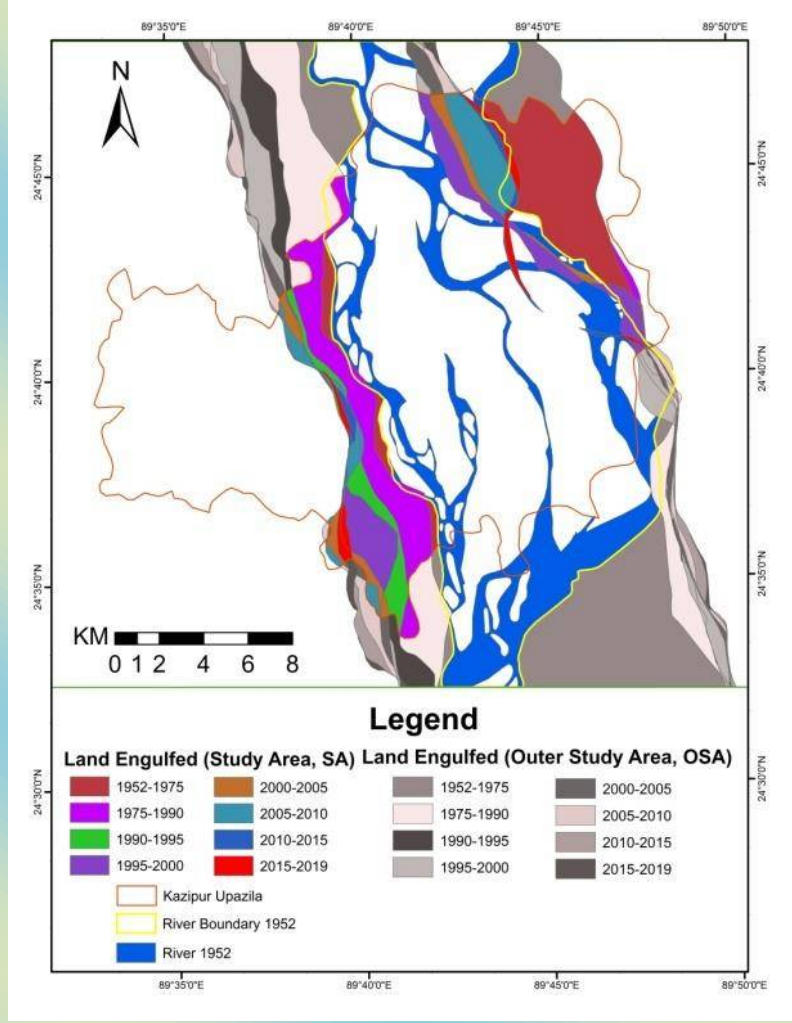 89°35'0"E 89°40'0"E 89°45'0"E 89°50'0"E
N
24°45'0"N 24°45'0"N
24°40'0"N 24°40'0"N
24°35'0"N 24°35'0"N
KM
0 1 2 4 6 8
Legend
Land Engulfed (Study Area, SA) Land Engulfed (Outer Study Area, OSA)
1952-1975 2000-2005 1952-1975 2000-2005
1975-1990 2005-2010 1975-1990 2005-2010
1990-1995 2010-2015 1990-1995 2010-2015
1995-2000 2015-2019 1995-2000 2015-2019
24°30'0"N 24°30'0"N
Kazipur Upazila
River Boundary 1952
River 1952
89°35'0"E 89°40'0"E 89°45'0"E 89°50'0"E